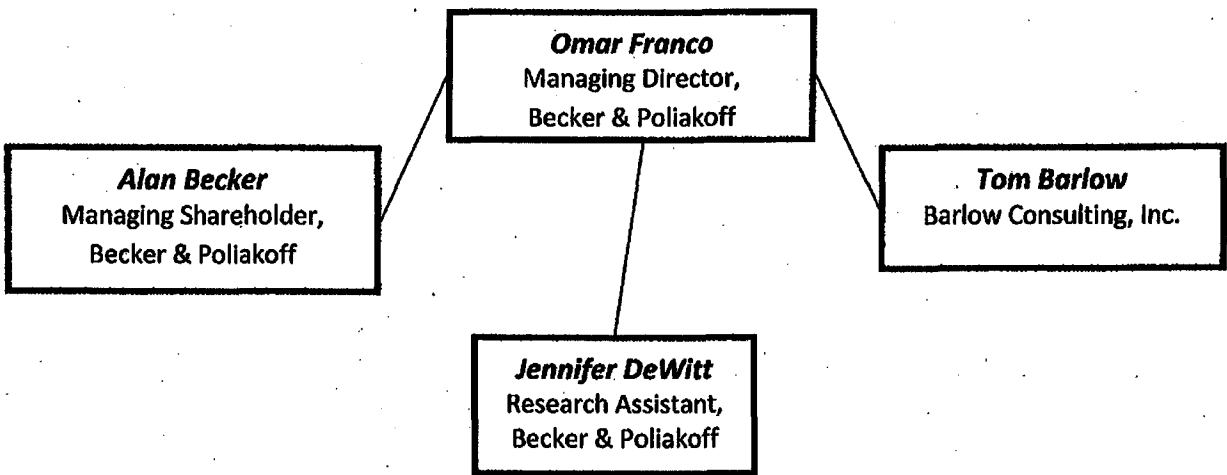 Omar Franco
Managing Director,
Becker & Poliakoff
Alan Becker
Managing Shareholder,
Becker & Poliakoff
Tom Barlow
Barlow Consulting, Inc.
Jennifer DeWitt
Research Assistant,
Becker & Poliakoff